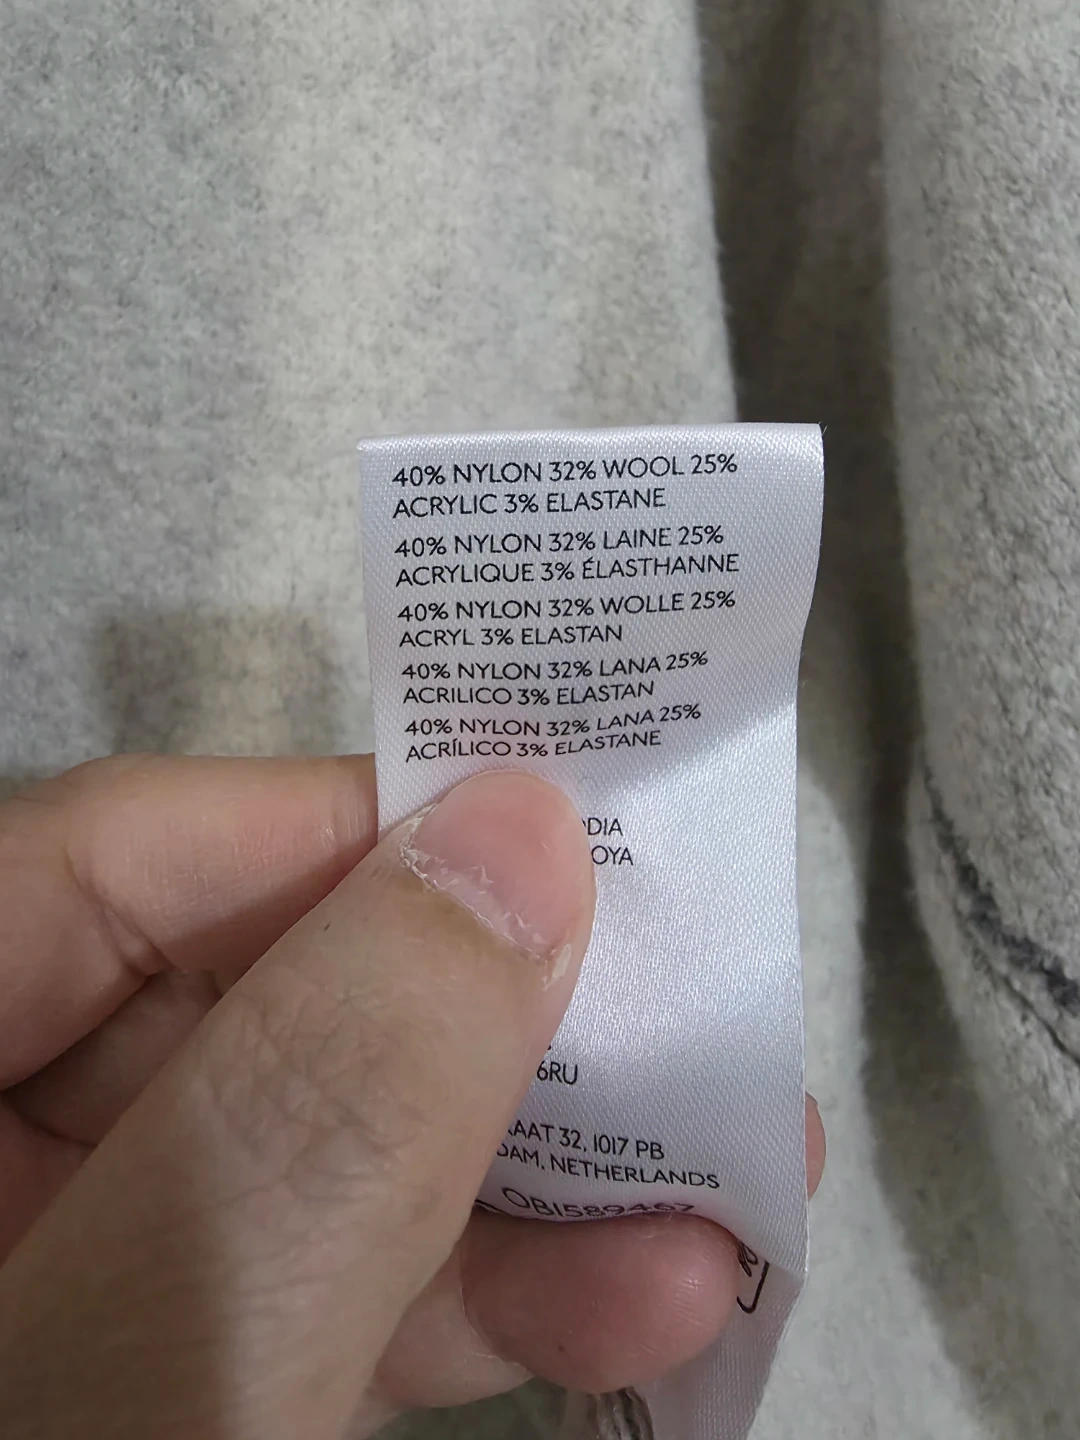 40% NYLON 32% WOOL 25%
ACRYLIC 3% ELASTANE
40% NYLON 32% LAINE 25%
ACRYLIQUE 3% ÉLASTHANNE
40% NYLON 32% WOLLE 25%
ACRYL 3% ELASTAN
40% NYLON 32% LANA 25%
ACRILICO 3% ELASTAN
40% NYLON 32% LANA 25%
ACRÍLICO 3% ELASTANE
DIA
OYA
6RU
AAT 32, 1017 PB
DAM, NETHERLANDS
OB1589467